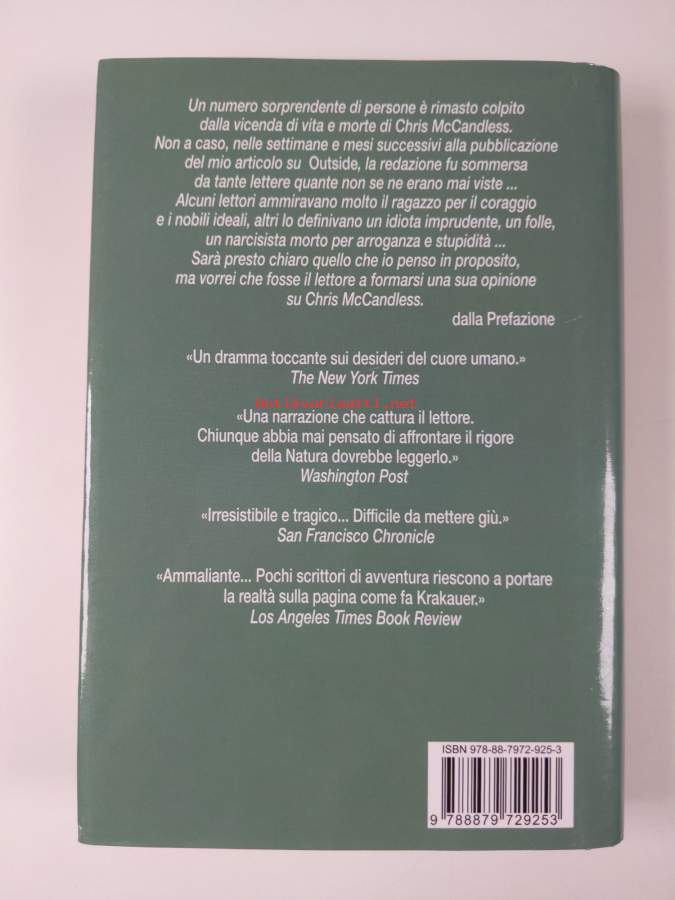 Un numero sorprendente di persone è rimasto colpito
dalla vicenda di vita e morte di Chris McCandless.
Non a caso, nelle settimane e mesi successivi alla pubblicazione
del mio articolo su Outside, la redazione fu sommersa
da tante lettere quante non se ne erano mai viste ...
Alcuni lettori ammiravano molto il ragazzo per il coraggio
e i nobili ideali, altri lo definivano un idiota imprudente, un folle,
un narcisista morto per arroganza e stupidità ...
Sarà presto chiaro quello che io penso in proposito,
ma vorrei che fosse il lettore a formarsi una sua opinione
su Chris McCandless.
dalla Prefazione
«Un dramma toccante sui desideri del cuore umano.»
The New York Times
«Una narrazione che cattura il lettore.
Chiunque abbia mai pensato di affrontare il rigore
della Natura dovrebbe leggerlo.»
Washington Post
«Irresistibile e tragico... Difficile da mettere giù.»
San Francisco Chronicle
«Ammaliante... Pochi scrittori di avventura riescono a portare
la realtà sulla pagina come fa Krakauer.»
Los Angeles Times Book Review
ISBN 978-88-7972-925-3
9 788879 729253